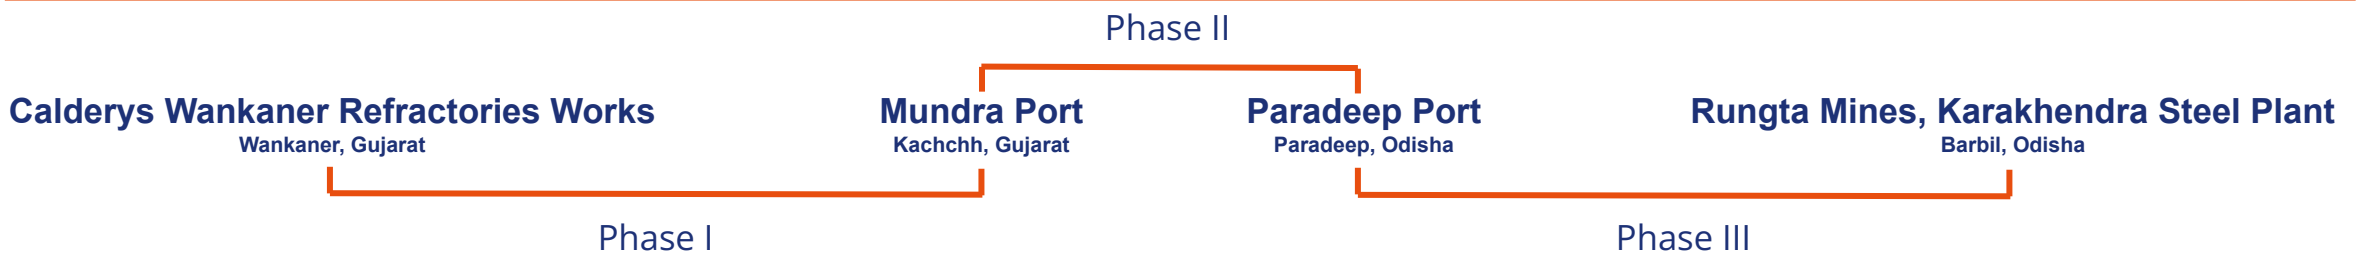 Phase II
Calderys Wankaner Refractories Works
Wankaner, Gujarat
Mundra Port
Kachchh, Gujarat
Paradeep Port
Paradeep, Odisha
Rungta Mines, Karakhendra Steel Plant
Barbil, Odisha
Phase I
Phase III